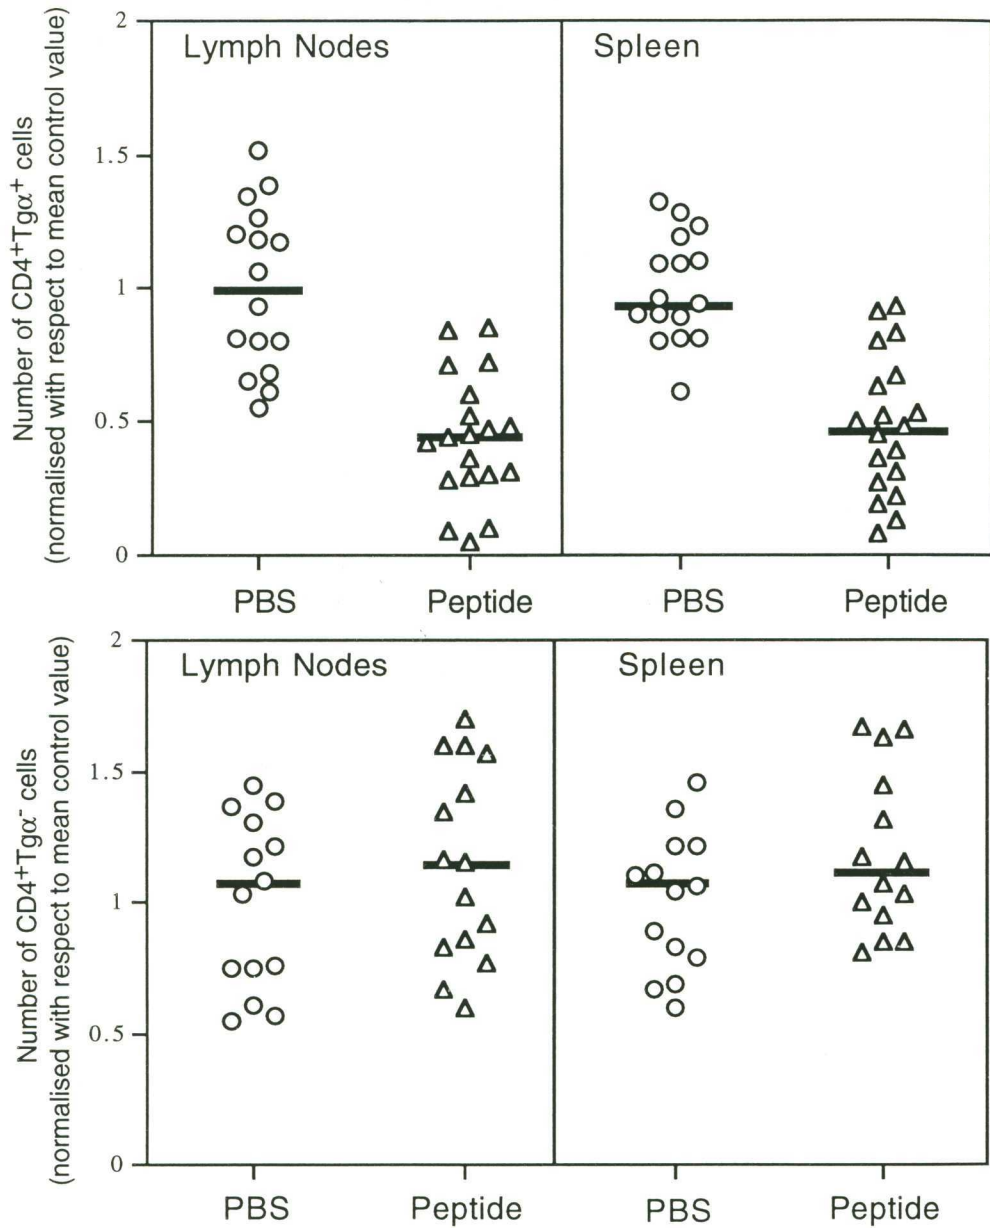 Number of CD4+Tgα+ cells
(normalised with respect to mean control value)
2
1.5
1
0.5
0
Lymph Nodes
Spleen
PBS
Peptide
PBS
Peptide
Number of CD4+Tgα- cells
(normalised with respect to mean control value)
2
1.5
1
0.5
0
Lymph Nodes
Spleen
PBS
Peptide
PBS
Peptide